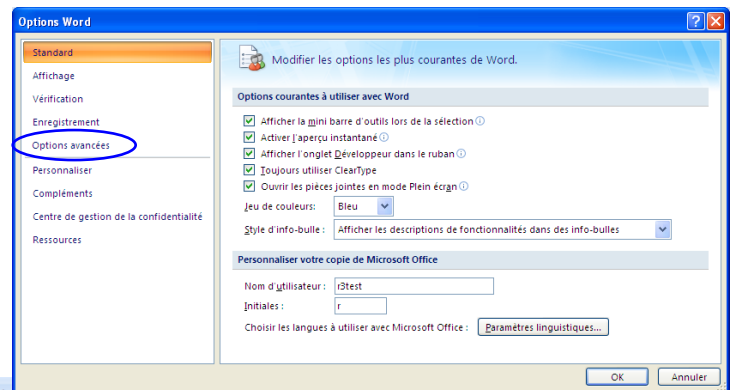 Options Word
Standard
Affichage
Vérification
Enregistrement
Options avancées
Personnaliser
Compléments
Centre de gestion de la confidentialité
Ressources
Modifier les options les plus courantes de Word.
Options courantes à utiliser avec Word
Afficher la mini barre d'outils lors de la sélection
Activer l'aperçu instantané
Afficher l'onglet Développeur dans le ruban
Toujours utiliser ClearType
Ouvrir les pièces jointes en mode Plein écran
Jeu de couleurs: Bleu
Style d'info-bulle : Afficher les descriptions de fonctionnalités dans des info-bulles
Personnaliser votre copie de Microsoft Office
Nom d'utilisateur : r3test
Initiales : r
Choisir les langues à utiliser avec Microsoft Office : Paramètres linguistiques...
OK Annuler